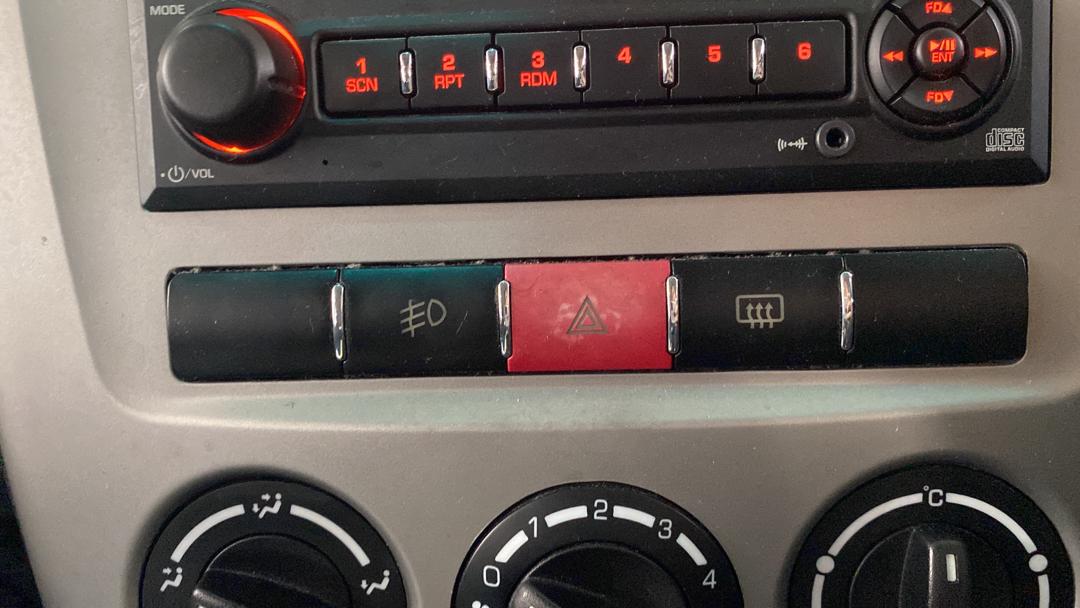 MODE
FD▲
1 2 3 4 5 6
SCN RPT RDM
▶/II
ENT
FD▼
/VOL
COMPACT
disc
DIGITAL AUDIO
0 1 2 3 4
°C